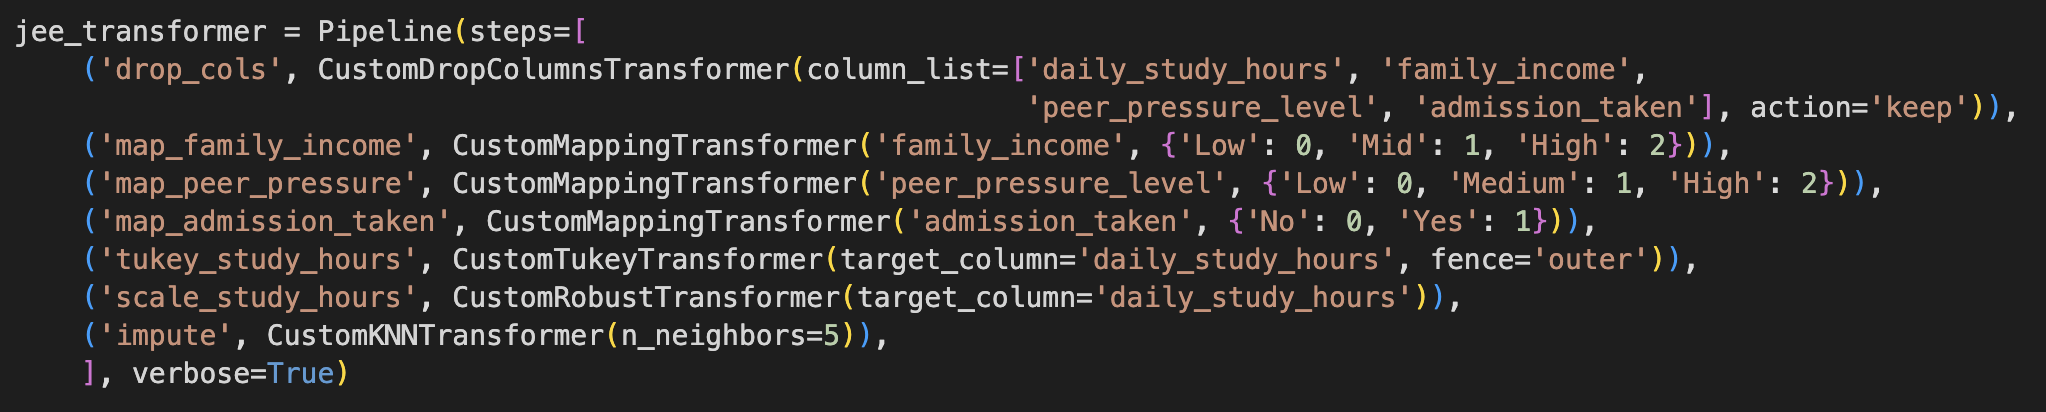 jee_transformer = Pipeline(steps=[
    ('drop_cols', CustomDropColumnsTransformer(column_list=['daily_study_hours', 'family_income',
                                                            'peer_pressure_level', 'admission_taken'], action='keep')),
    ('map_family_income', CustomMappingTransformer('family_income', {'Low': 0, 'Mid': 1, 'High': 2})),
    ('map_peer_pressure', CustomMappingTransformer('peer_pressure_level', {'Low': 0, 'Medium': 1, 'High': 2})),
    ('map_admission_taken', CustomMappingTransformer('admission_taken', {'No': 0, 'Yes': 1})),
    ('tukey_study_hours', CustomTukeyTransformer(target_column='daily_study_hours', fence='outer')),
    ('scale_study_hours', CustomRobustTransformer(target_column='daily_study_hours')),
    ('impute', CustomKNNTransformer(n_neighbors=5)),
    ], verbose=True)